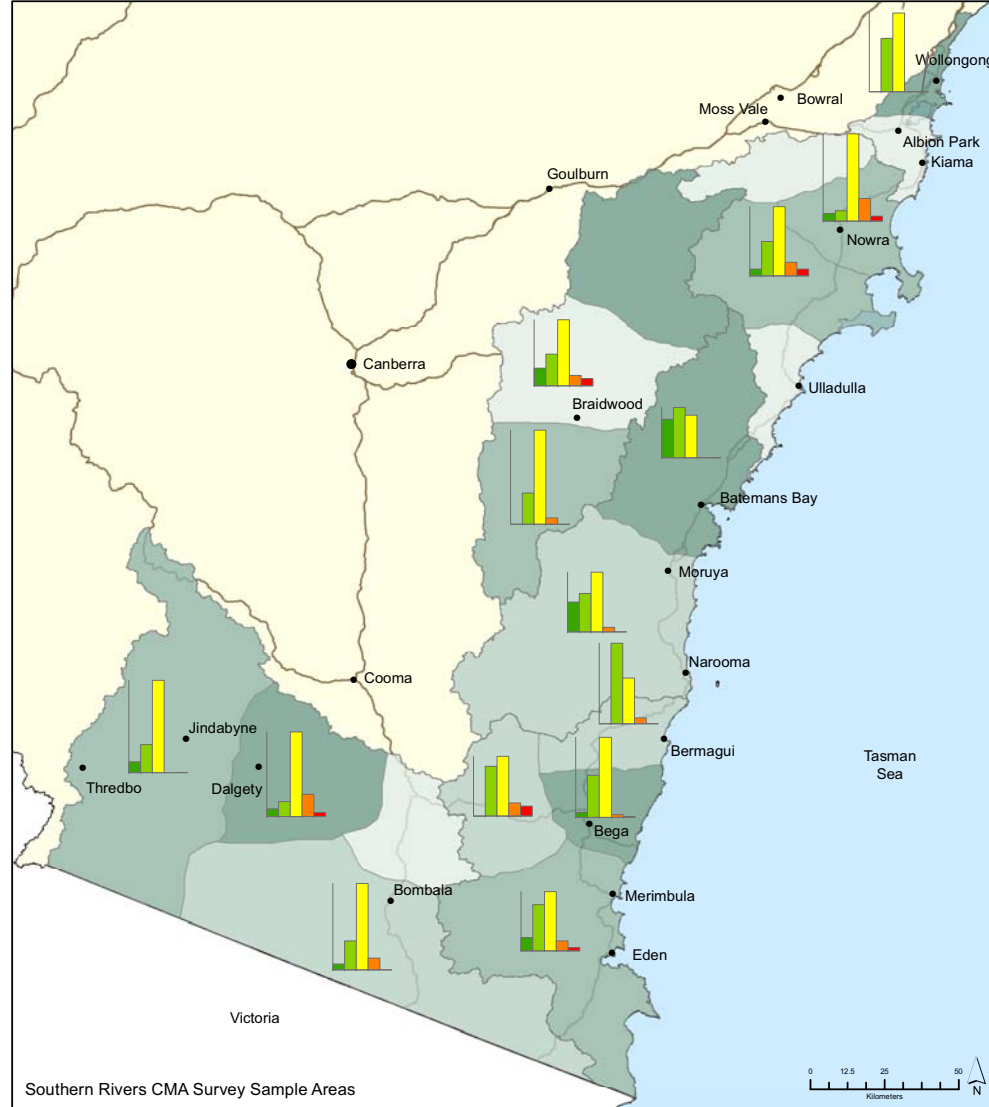 Wollongong
Bowral
Moss Vale
Albion Park
Kiama
Goulburn
Nowra
Canberra
Ulladulla
Braidwood
Batemans Bay
Moruya
Narooma
Cooma
Jindabyne
Bermagui
Tasman
Sea
Thredbo
Dalgety
Bega
Bombala
Merimbula
Eden
Victoria
Southern Rivers CMA Survey Sample Areas
0 12.5 25 50
Kilometers
N